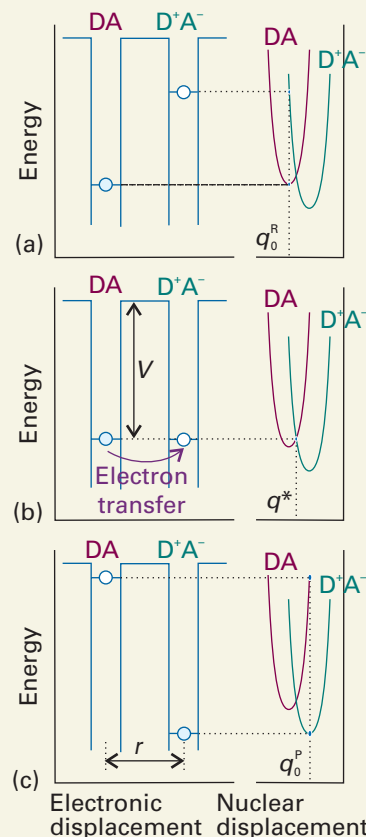 DA D⁺A⁻ DA
D⁺A⁻
Energy
q₀ᴿ
(a)
DA D⁺A⁻ DA
D⁺A⁻
V
Energy
Electron
transfer
q*
(b)
DA D⁺A⁻ DA
D⁺A⁻
Energy
r
q₀ᴾ
(c)
Electronic
displacement
Nuclear
displacement